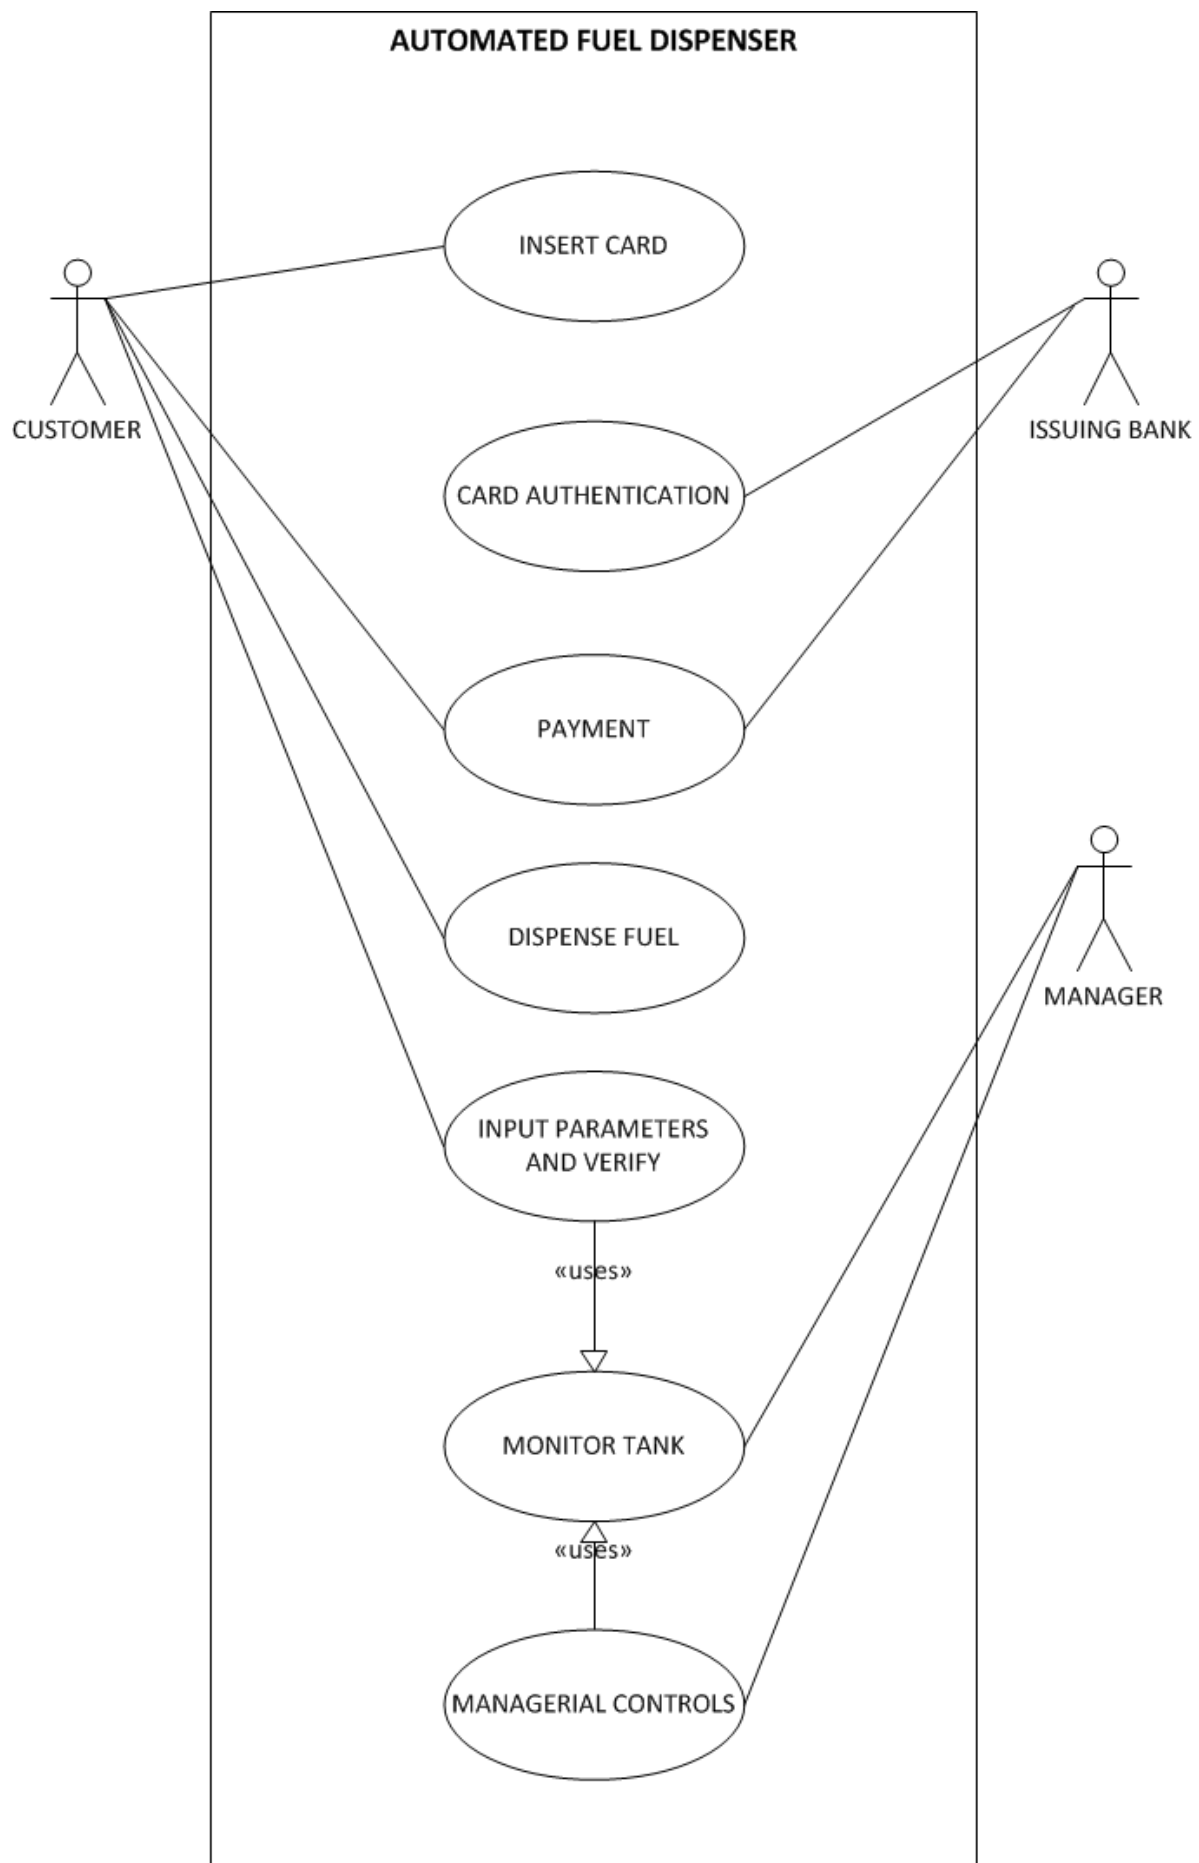 AUTOMATED FUEL DISPENSER
INSERT CARD
CUSTOMER
ISSUING BANK
CARD AUTHENTICATION
PAYMENT
DISPENSE FUEL
MANAGER
INPUT PARAMETERS
AND VERIFY
«uses»
MONITOR TANK
«uses»
MANAGERIAL CONTROLS